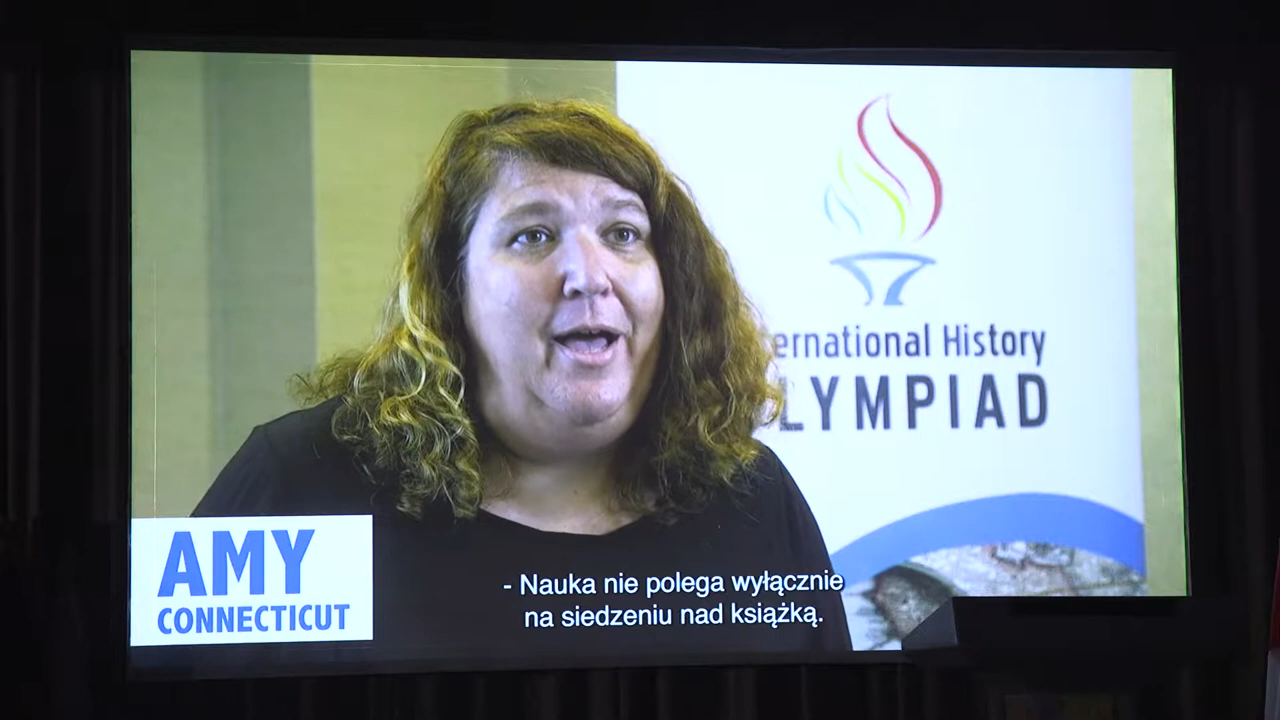 ernational History
LYMPIAD
AMY
CONNECTICUT
- Nauka nie polega wyłącznie
na siedzeniu nad książką.